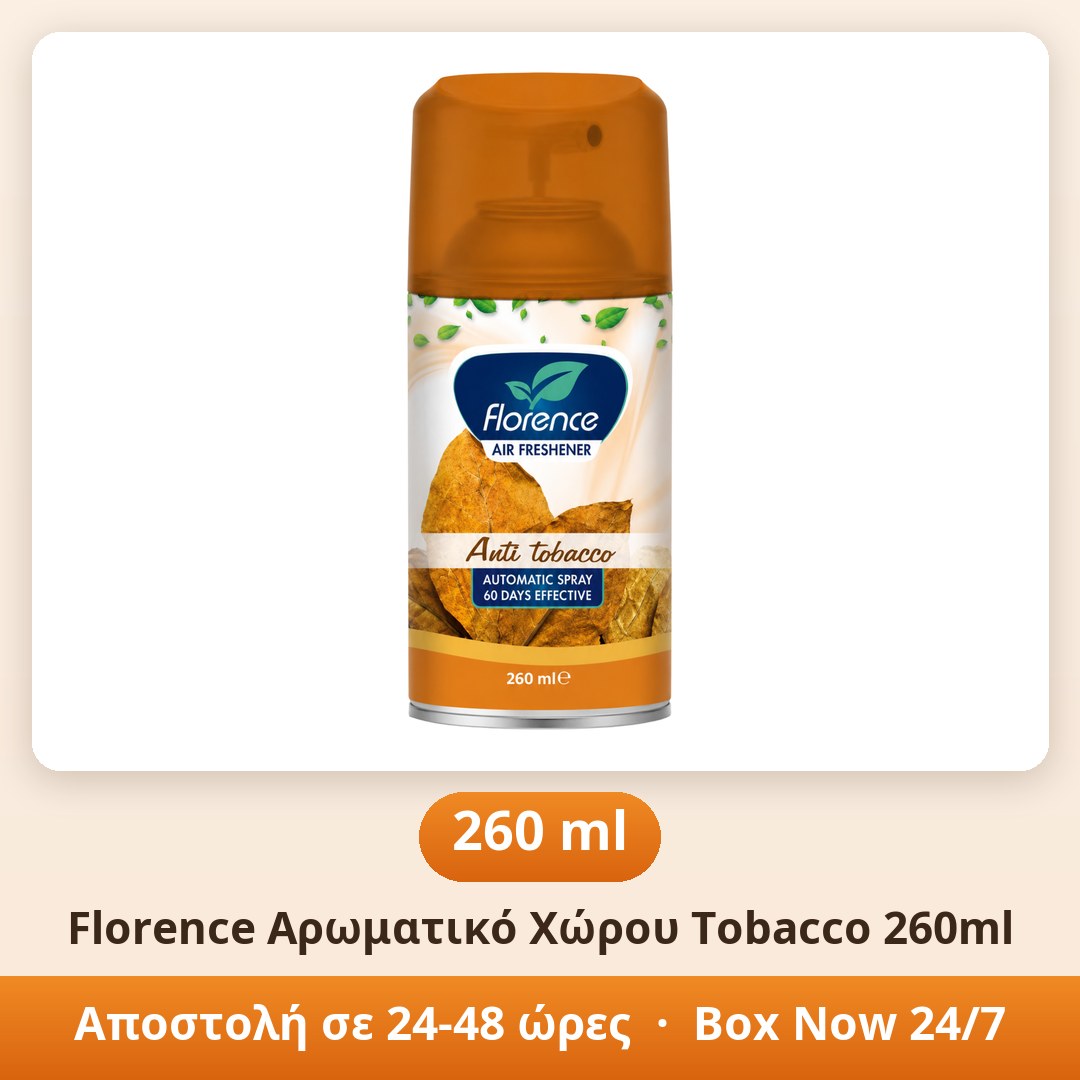 Florence
AIR FRESHENER
Anti tobacco
AUTOMATIC SPRAY
60 DAYS EFFECTIVE
260 ml℮
260 ml
Florence Αρωματικό Χώρου Tobacco 260ml
Αποστολή σε 24-48 ώρες · Box Now 24/7